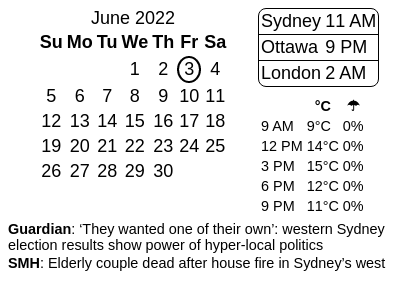 June 2022
Su Mo Tu We Th Fr Sa
1 2 3 4
5 6 7 8 9 10 11
12 13 14 15 16 17 18
19 20 21 22 23 24 25
26 27 28 29 30
Sydney 11 AM
Ottawa 9 PM
London 2 AM
°C ☂
9 AM 9°C 0%
12 PM 14°C 0%
3 PM 15°C 0%
6 PM 12°C 0%
9 PM 11°C 0%
Guardian: ‘They wanted one of their own’: western Sydney
election results show power of hyper-local politics
SMH: Elderly couple dead after house fire in Sydney’s west